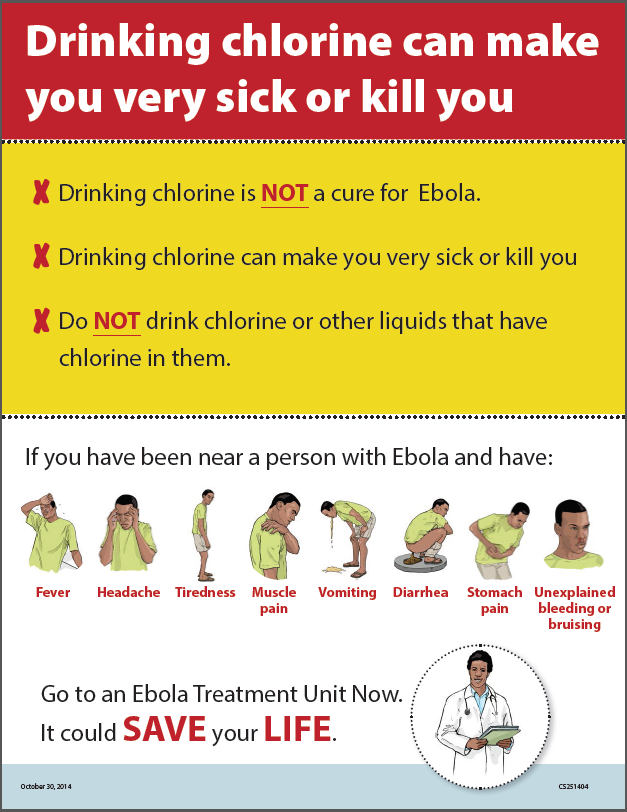 Drinking chlorine can make
you very sick or kill you
✘ Drinking chlorine is NOT a cure for Ebola.
✘ Drinking chlorine can make you very sick or kill you
✘ Do NOT drink chlorine or other liquids that have
chlorine in them.
If you have been near a person with Ebola and have:
Fever
Headache
Tiredness
Muscle
pain
Vomiting
Diarrhea
Stomach
pain
Unexplained
bleeding or
bruising
Go to an Ebola Treatment Unit Now.
It could SAVE your LIFE.
October 30, 2014
CS251404